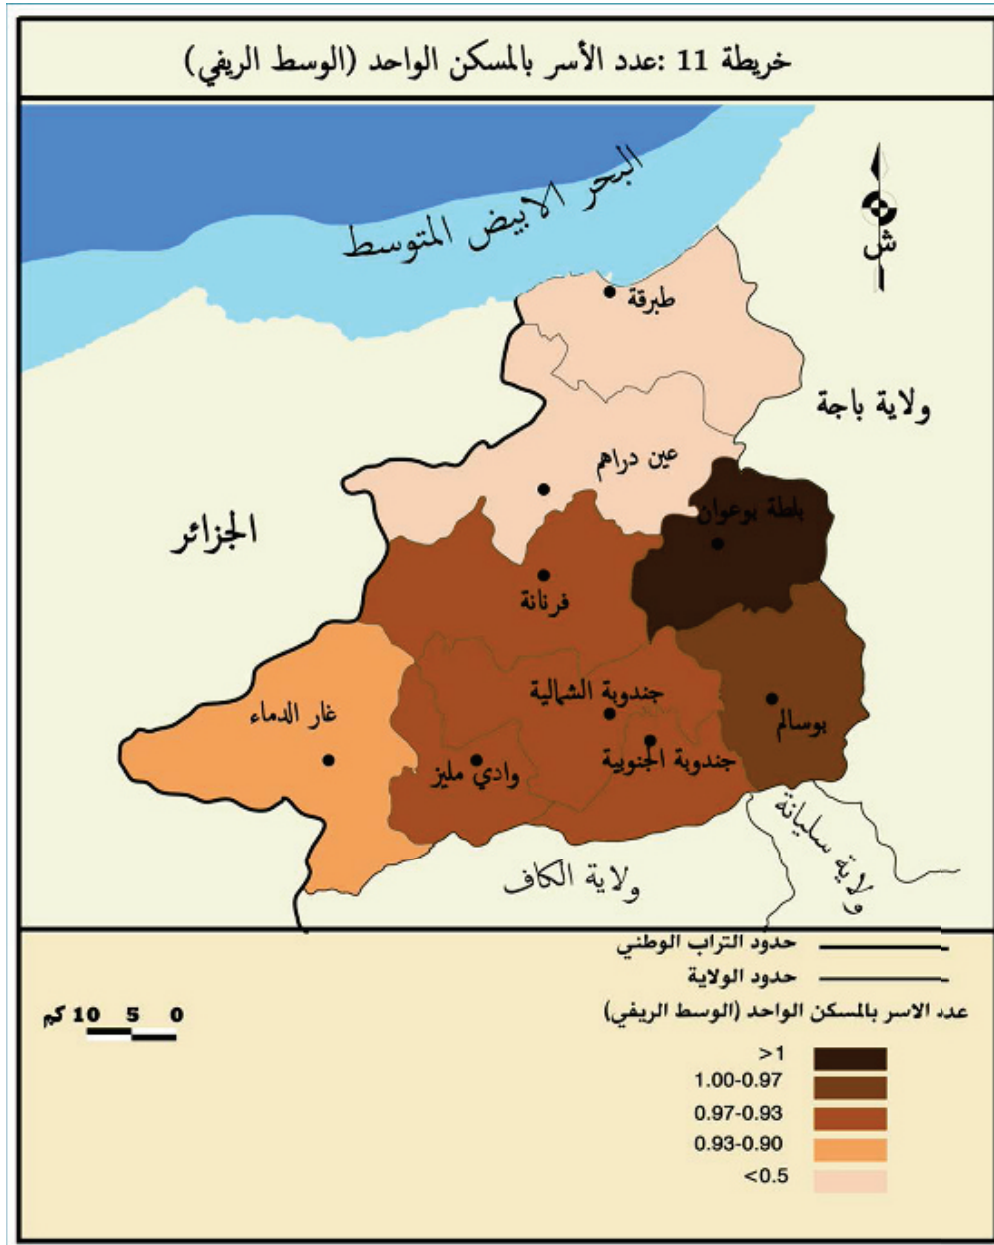 خريطة 11 :عدد الأسر بالمسكن الواحد (الوسط الريفي)
البحر الابيض المتوسط
ش
طبرقة
ولاية باجة
عين دراهم
بلطة بوعوان
الجزائر
فرنانة
جندوبة الشمالية
غار الدماء
بوسالم
جندوبة الجنوبية
وادي مليز
ولاية سليانة
ولاية الكاف
حدود التراب الوطني
حدود الولاية
عدد الاسر بالمسكن الواحد (الوسط الريفي)
0 5 10 كم
>1
1.00-0.97
0.97-0.93
0.93-0.90
<0.5